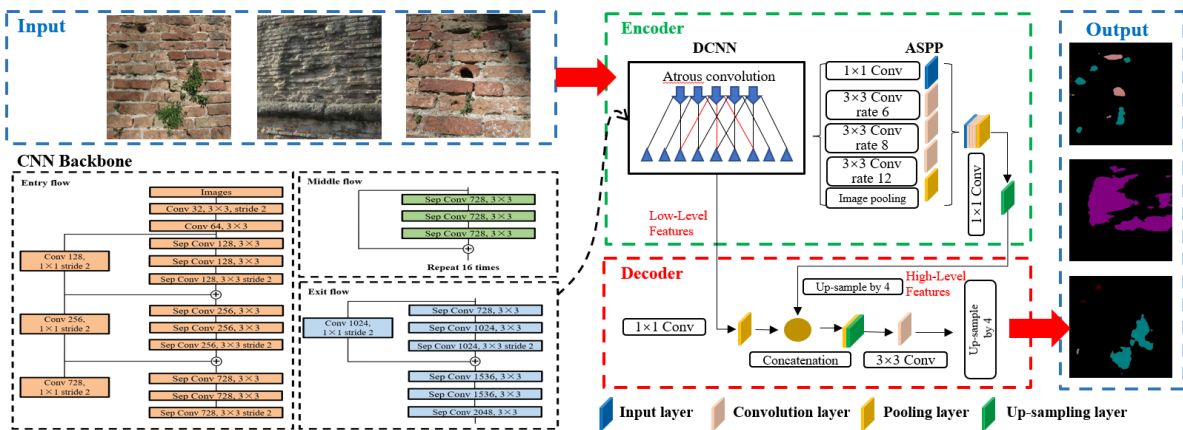 Input
CNN Backbone
Entry flow
Images
Conv 32, 3×3, stride 2
Conv 64, 3×3
Sep Conv 128, 3×3
Conv 128,
1×1 stride 2
Sep Conv 128, 3×3
Sep Conv 128, 3×3 stride 2
Sep Conv 256, 3×3
Conv 256,
1×1 stride 2
Sep Conv 256, 3×3
Sep Conv 256, 3×3 stride 2
Sep Conv 728, 3×3
Conv 728,
1×1 stride 2
Sep Conv 728, 3×3
Sep Conv 728, 3×3 stride 2
Middle flow
Sep Conv 728, 3×3
Sep Conv 728, 3×3
Sep Conv 728, 3×3
Repeat 16 times
Exit flow
Sep Conv 728, 3×3
Conv 1024,
1×1 stride 2
Sep Conv 1024, 3×3
Sep Conv 1024, 3×3 stride 2
Sep Conv 1536, 3×3
Sep Conv 1536, 3×3
Sep Conv 2048, 3×3
Encoder
DCNN
Atrous convolution
ASPP
1×1 Conv
3×3 Conv
rate 6
3×3 Conv
rate 8
3×3 Conv
rate 12
Image pooling
1×1 Conv
Low-Level
Features
Decoder
Up-sample by 4
High-Level
Features
1×1 Conv
Concatenation
3×3 Conv
Up-sample
by 4
Output
Input layer
Convolution layer
Pooling layer
Up-sampling layer